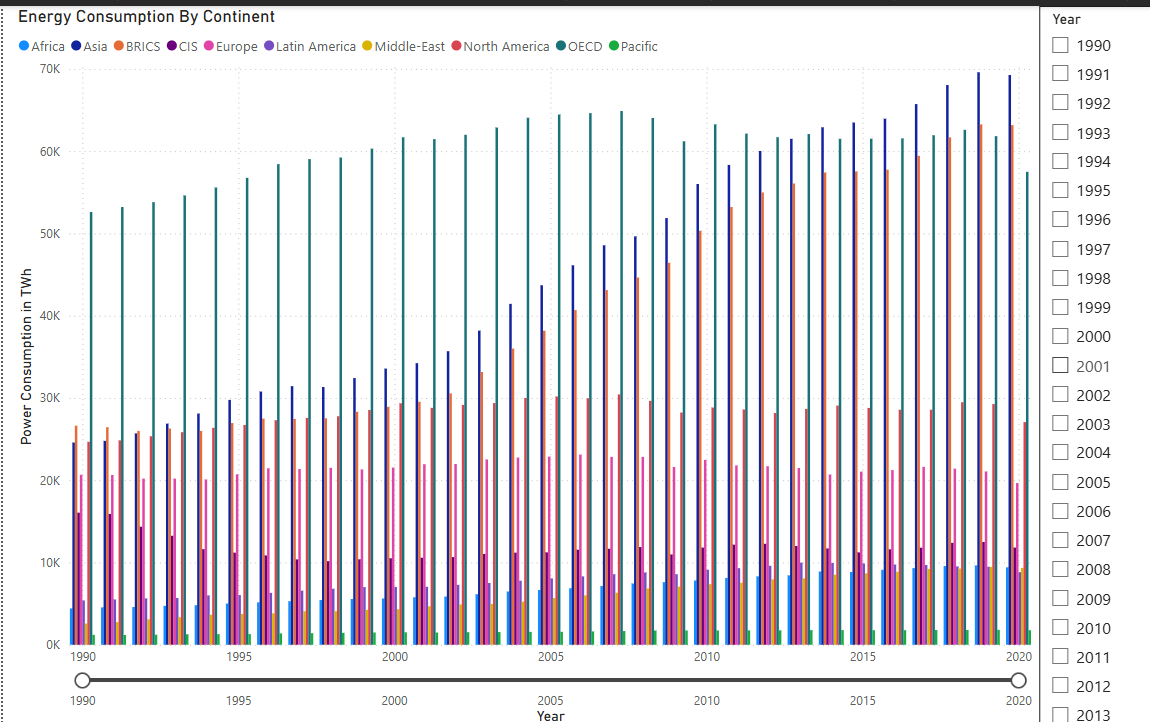 Energy Consumption By Continent
Africa Asia BRICS CIS Europe Latin America Middle-East North America OECD Pacific
Power Consumption in TWh
70K
60K
50K
40K
30K
20K
10K
0K
1990 1995 2000 2005 2010 2015 2020
1990 1995 2000 2005 2010 2015 2020
Year
Year
1990
1991
1992
1993
1994
1995
1996
1997
1998
1999
2000
2001
2002
2003
2004
2005
2006
2007
2008
2009
2010
2011
2012
2013